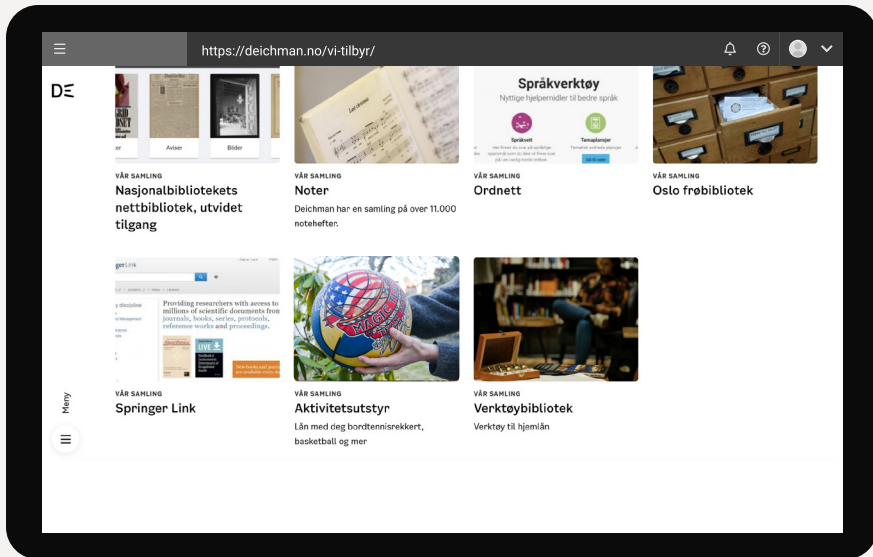 https://deichman.no/vi-tilbyr/
DE
Aviser
Bilder
Språkverktøy
Nyttige hjelpemidler til bedre språk
Språkvett
Temaplansjer
VÅR SAMLING
Nasjonalbibliotekets
nettbibliotek, utvidet
tilgang
VÅR SAMLING
Noter
Deichman har en samling på over 11.000
notehefter.
VÅR SAMLING
Ordnett
VÅR SAMLING
Oslo frøbibliotek
gerLink
y discipline
Providing researchers with access to
millions of scientific documents from
journals, books, series, protocols,
reference works and proceedings.
LIVE
MAGIC
VÅR SAMLING
Springer Link
VÅR SAMLING
Aktivitetsutstyr
Lån med deg bordtennisrekkert,
basketball og mer
VÅR SAMLING
Verktøybibliotek
Verktøy til hjemlån
Meny